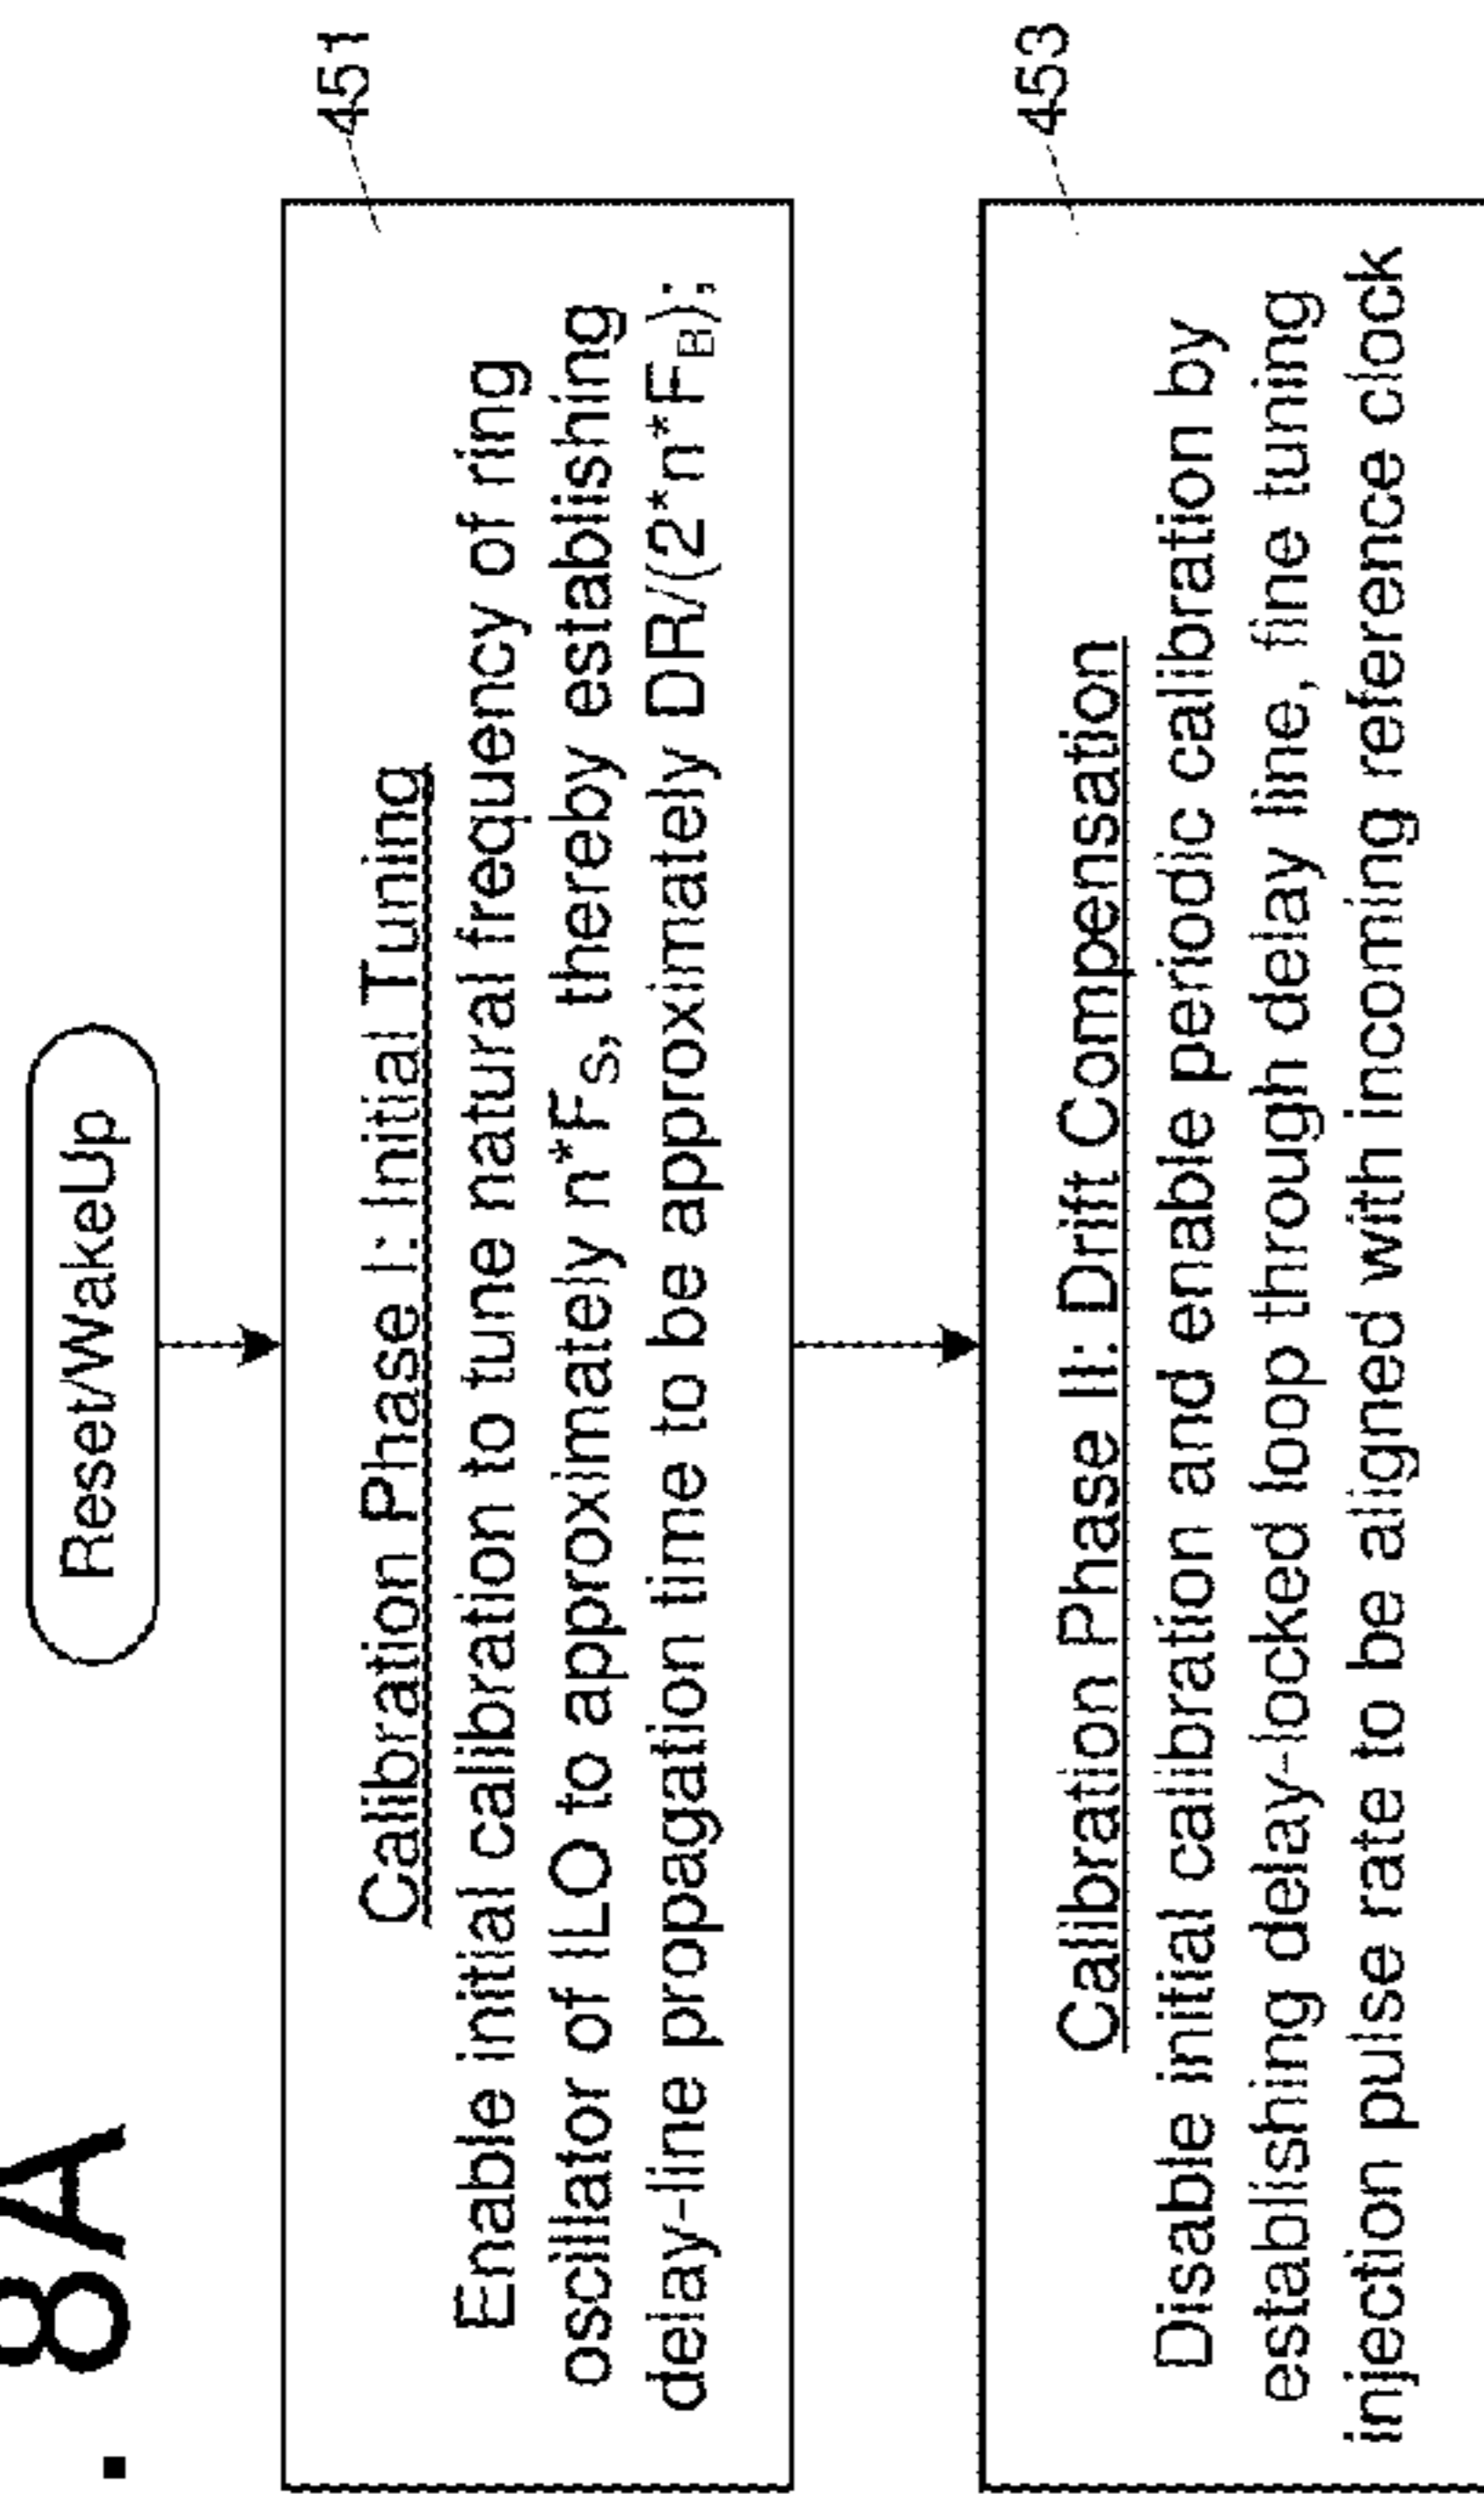 . 8A
Reset/WakeUp
451
Calibration Phase I: Initial Tuning
Enable initial calibration to tune natural frequency of ring
oscillator of ILO to approximately n*FS, thereby establishing
delay-line propagation time to be approximately DR/(2*n*FB);
453
Calibration Phase II: Drift Compensation
Disable initial calibration and enable periodic calibration by
establishing delay-locked loop through delay line, fine tuning
injection pulse rate to be aligned with incoming reference clock